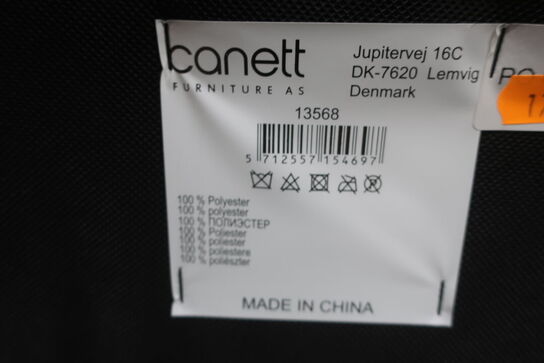 canett
FURNITURE AS
Jupitervej 16C
DK-7620 Lemvig
Denmark
13568
5 712557 154697
100 % Polyester
100 % polyester
100 % ПОЛИЭСТЕР
100 % Poliester
100 % poliester
100 % poliestere
100 % poliészter
MADE IN CHINA